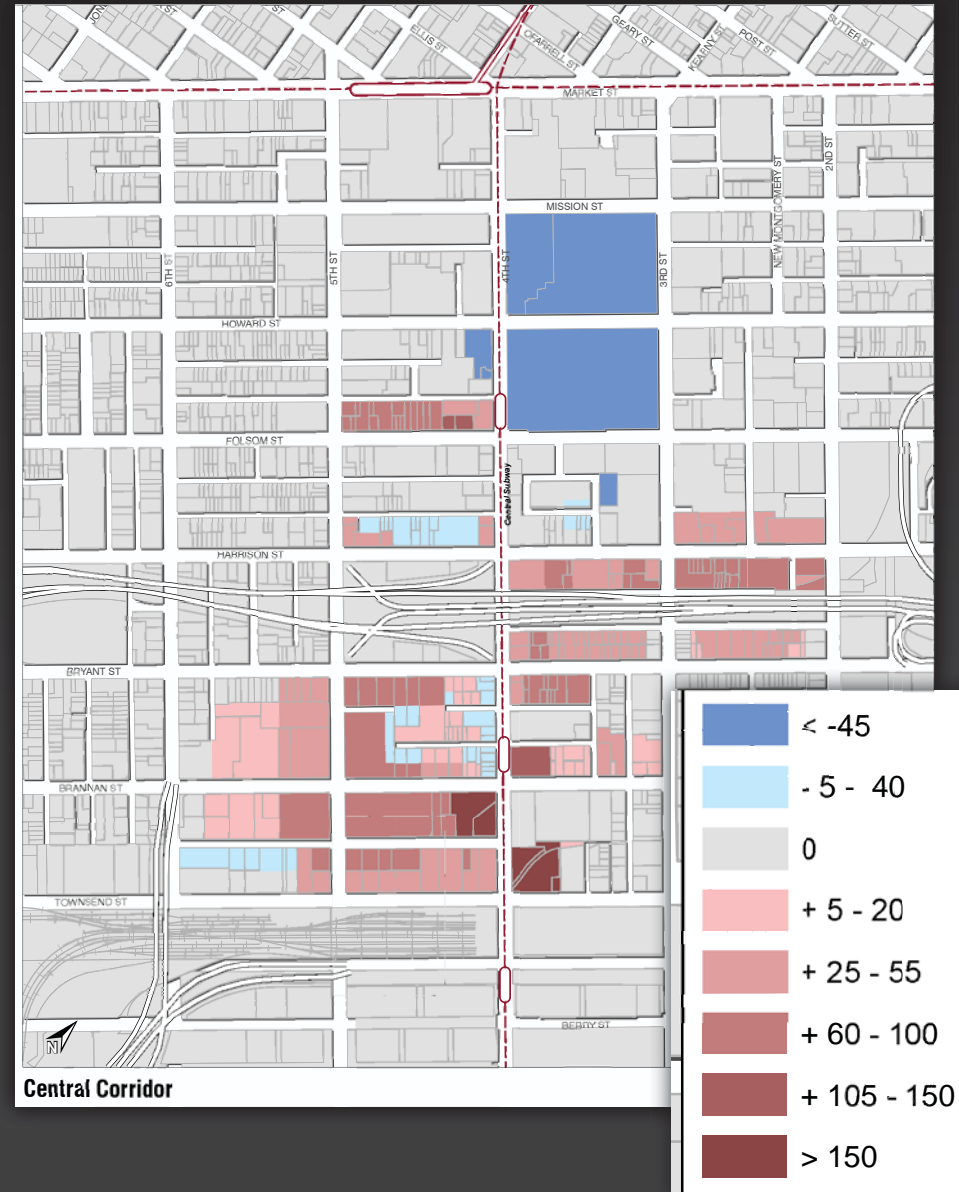 ST
ST
ELLIS ST
OFARRELL ST
GEARY ST
KEARNY ST
POST ST
SUTTER ST
MARKET ST
2ND ST
MISSION ST
NEW MONTGOMERY ST
6TH ST
5TH ST
4TH ST
3RD ST
HOWARD ST
FOLSOM ST
Central Subway
HARRISON ST
BRYANT ST
≤ -45
- 5 - 40
BRANNAN ST
0
TOWNSEND ST
+ 5 - 20
+ 25 - 55
BERRY ST
+ 60 - 100
N
Central Corridor
+ 105 - 150
> 150